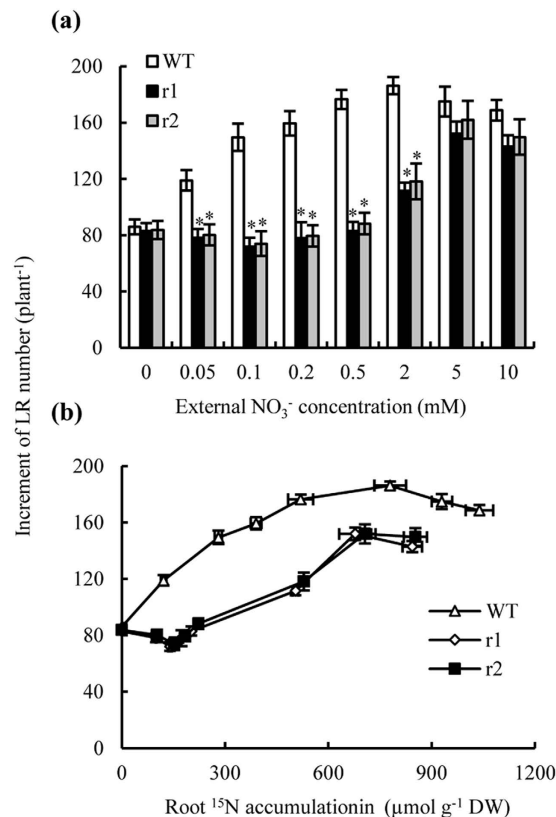 (a)
Increment of LR number (plant-1)
200
160
120
80
40
0
WT
r1
r2
* * * * * * * * * *
0 0.05 0.1 0.2 0.5 2 5 10
External NO3- concentration (mM)
(b)
200
160
120
80
40
0
WT
r1
r2
0 300 600 900 1200
Root 15N accumulationin (µmol g-1 DW)